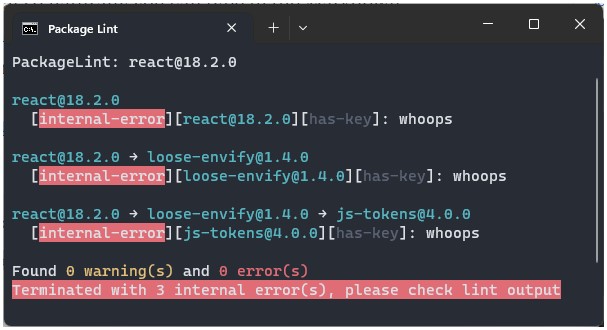 Package Lint
PackageLint: react@18.2.0
react@18.2.0
[internal-error][react@18.2.0][has-key]: whoops
react@18.2.0 → loose-envify@1.4.0
[internal-error][loose-envify@1.4.0][has-key]: whoops
react@18.2.0 → loose-envify@1.4.0 → js-tokens@4.0.0
[internal-error][js-tokens@4.0.0][has-key]: whoops
Found 0 warning(s) and 0 error(s)
Terminated with 3 internal error(s), please check lint output